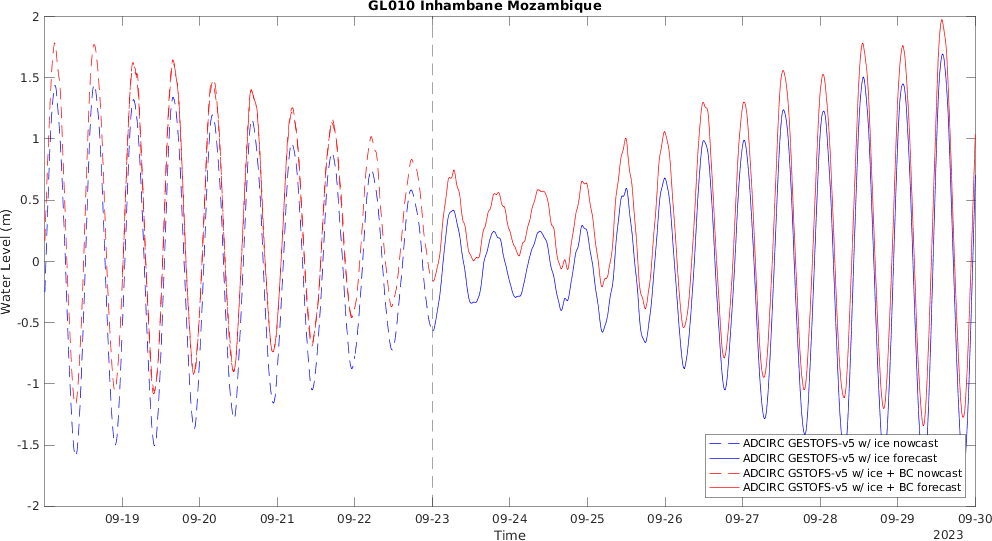 GL010 Inhambane Mozambique
2
1.5
1
0.5
0
-0.5
-1
-1.5
-2
Water Level (m)
ADCIRC GESTOFS-v5 w/ ice nowcast
ADCIRC GESTOFS-v5 w/ ice forecast
ADCIRC GSTOFS-v5 w/ ice + BC nowcast
ADCIRC GSTOFS-v5 w/ ice + BC forecast
09-19 09-20 09-21 09-22 09-23 09-24 09-25 09-26 09-27 09-28 09-29 09-30
Time
2023